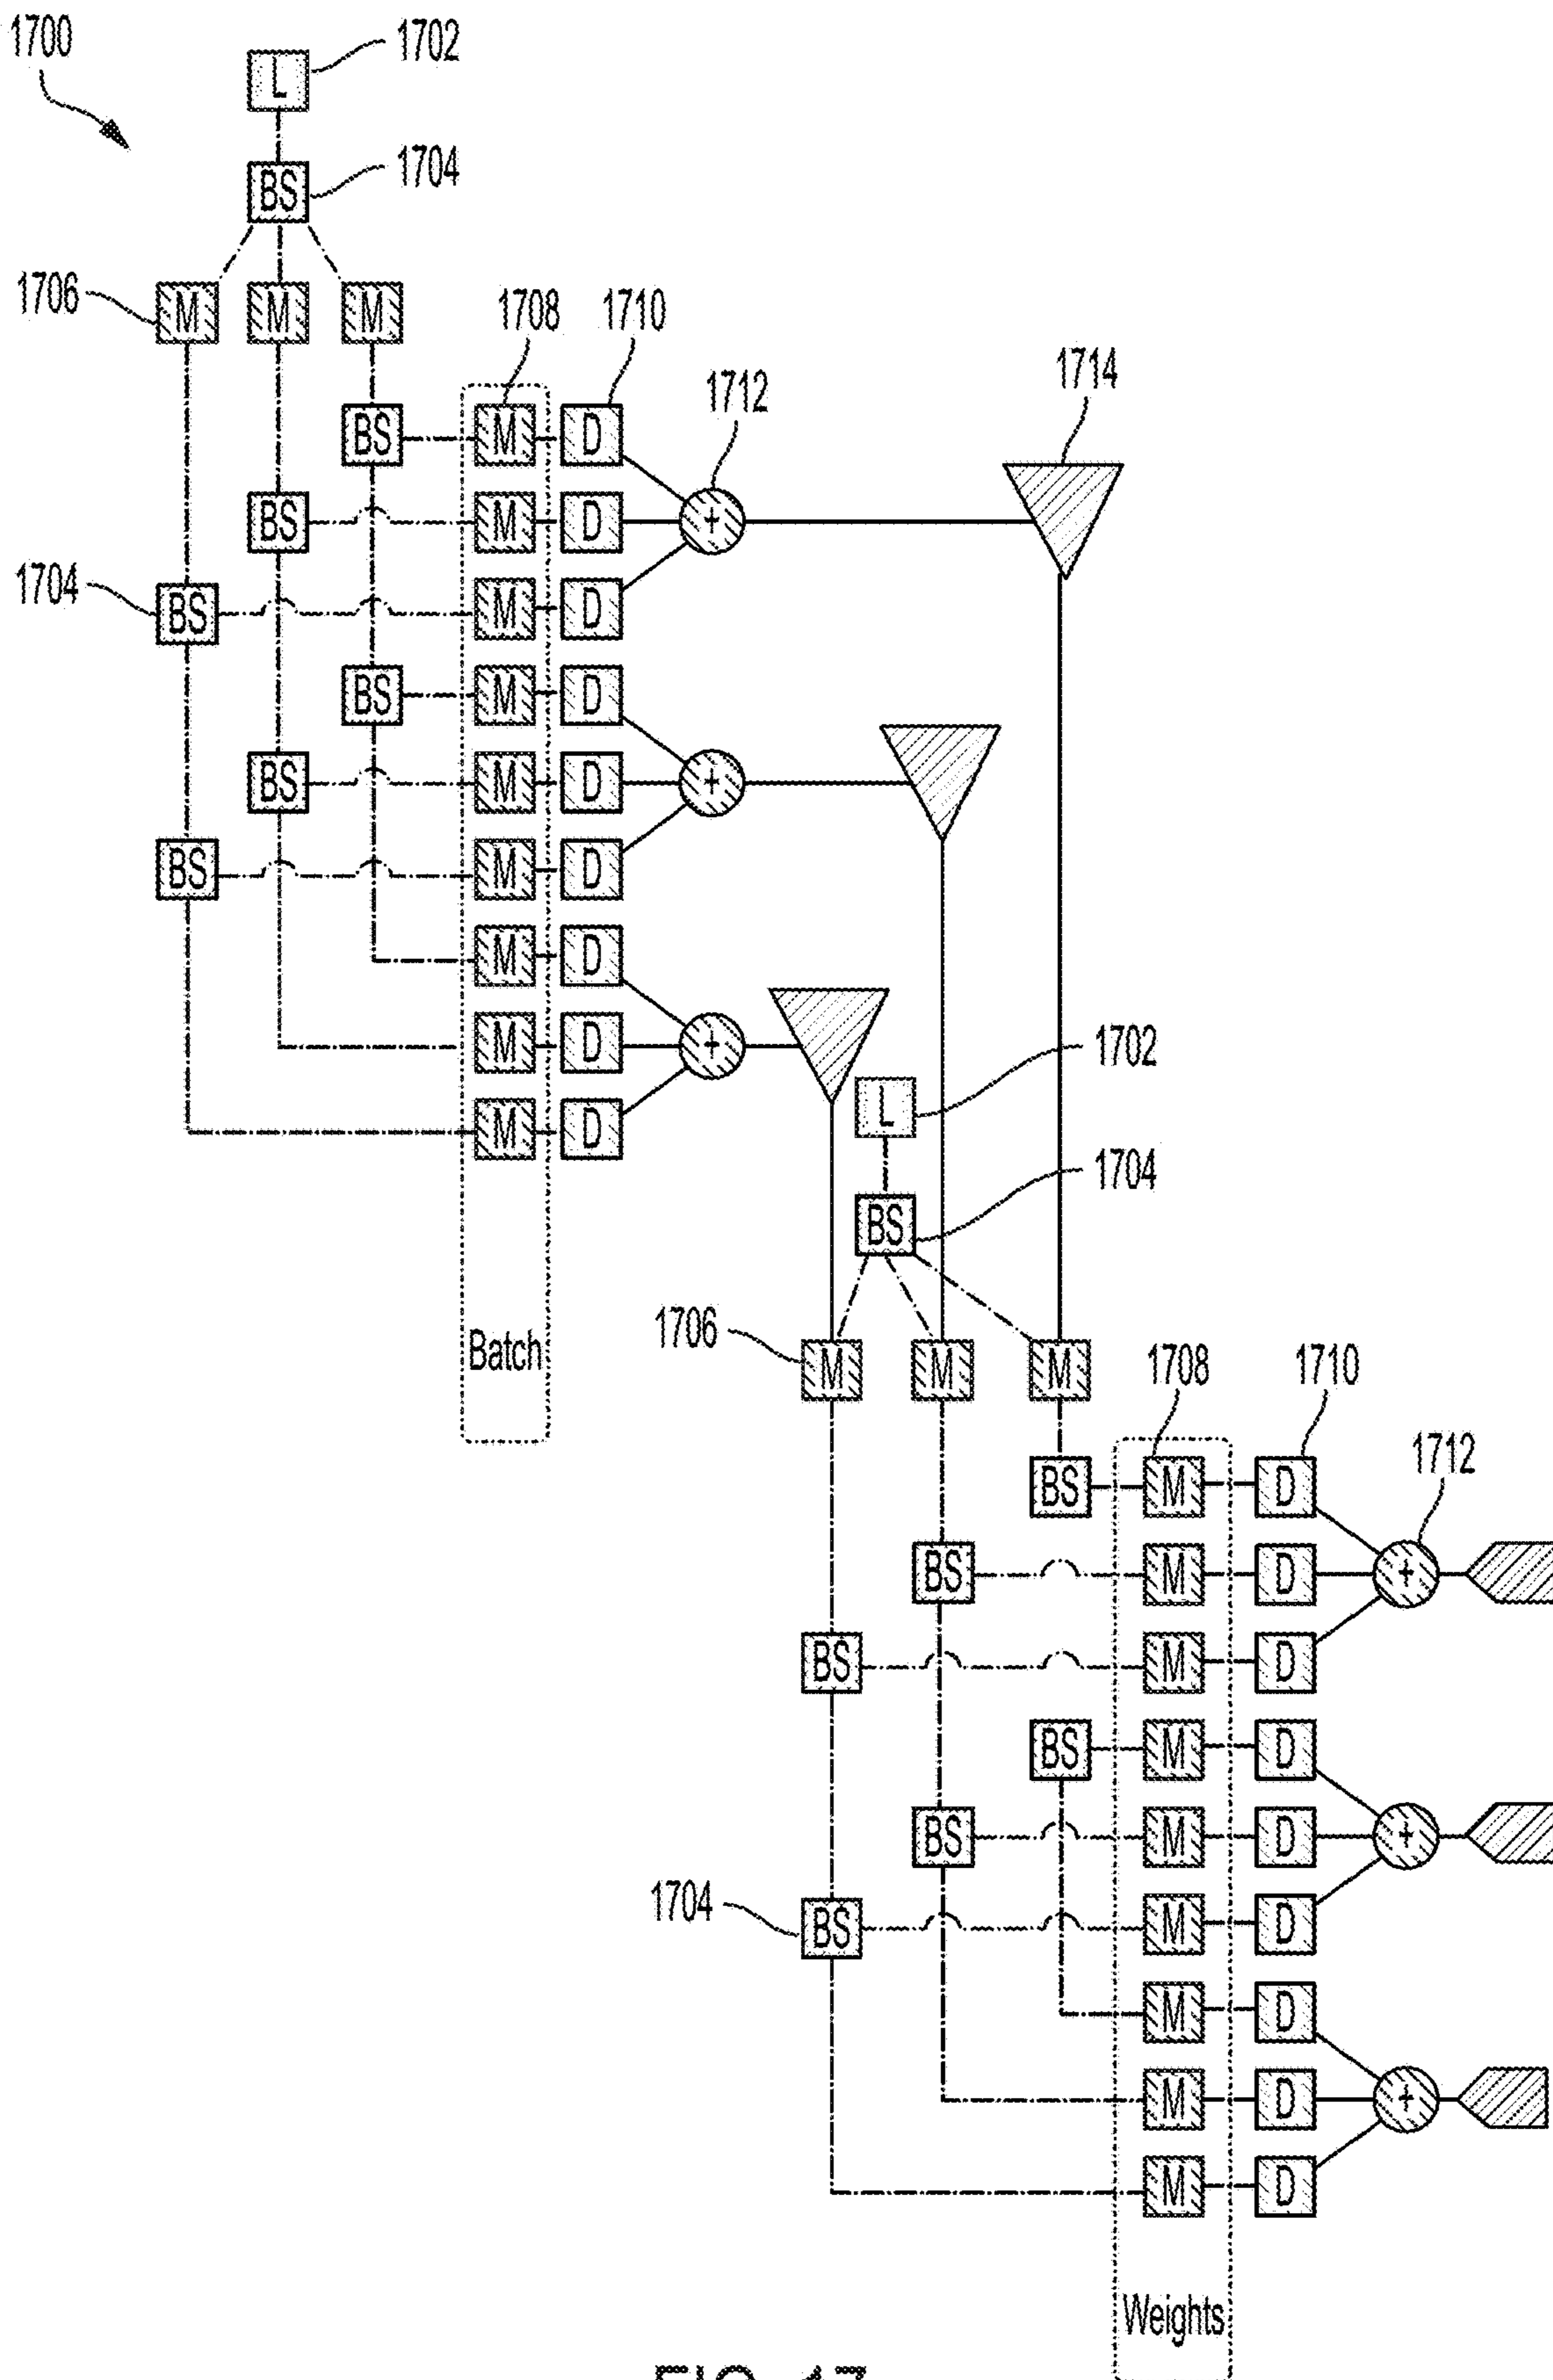 1700
L 1702
BS 1704
1706 M M M 1708 1710
1712 1714
BS M D
BS M D +
1704 BS M D
BS M D
BS M D +
BS M D
M D
M D + 1702
L
M D
1704
BS
1706 Batch
M M M 1708 1710
1712
BS M D
BS M D +
BS M D
BS M D
BS M D +
1704 BS M D
M D
M D +
M D
Weights